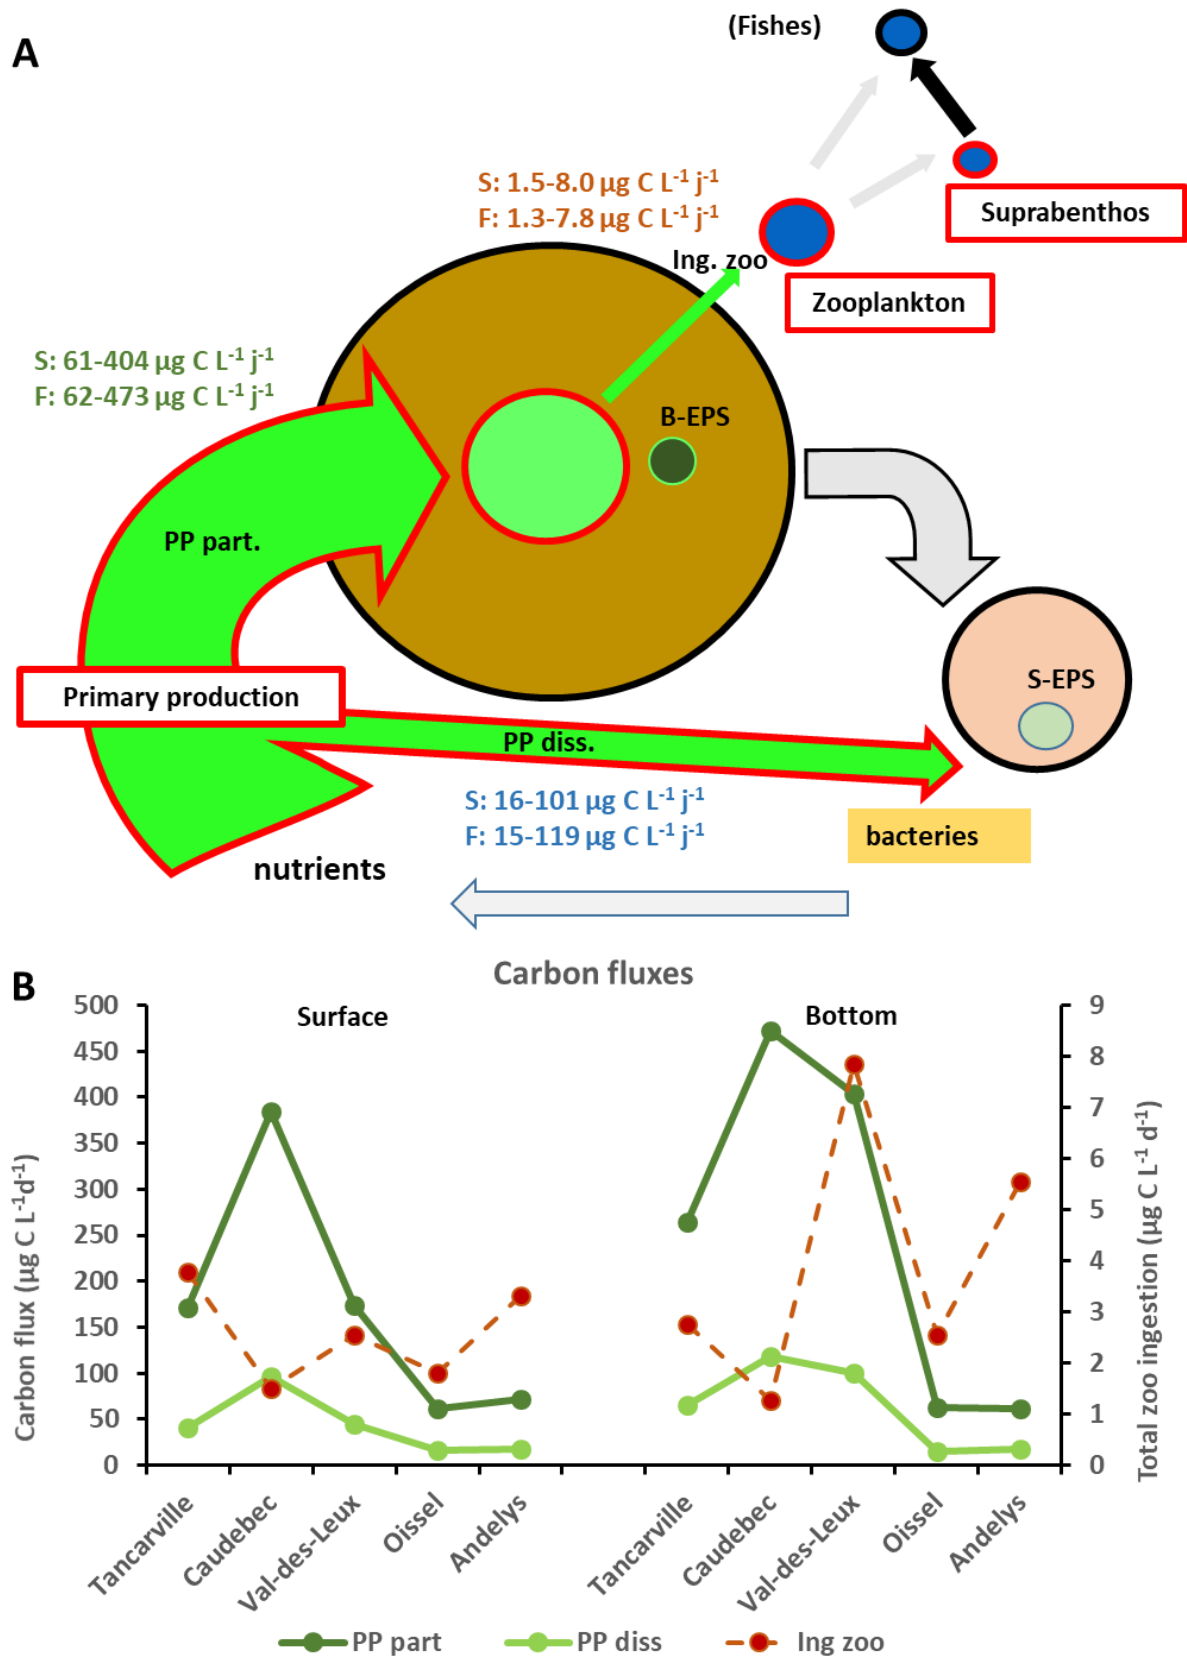 A
(Fishes)
S: 1.5-8.0 µg C L⁻¹ j⁻¹
F: 1.3-7.8 µg C L⁻¹ j⁻¹
Suprabenthos
Ing. zoo
Zooplankton
S: 61-404 µg C L⁻¹ j⁻¹
F: 62-473 µg C L⁻¹ j⁻¹
B-EPS
PP part.
S-EPS
Primary production
PP diss.
S: 16-101 µg C L⁻¹ j⁻¹
F: 15-119 µg C L⁻¹ j⁻¹
bacteries
nutrients
B
Carbon fluxes
Surface
Bottom
Carbon flux (µg C L⁻¹d⁻¹)
500
450
400
350
300
250
200
150
100
50
0
9
8
7
6
5
4
3
2
1
0
Total zoo ingestion (µg C L⁻¹ d⁻¹)
Tancarville
Caudebec
Val-des-Leux
Oissel
Andelys
Tancarville
Caudebec
Val-des-Leux
Oissel
Andelys
PP part
PP diss
Ing zoo